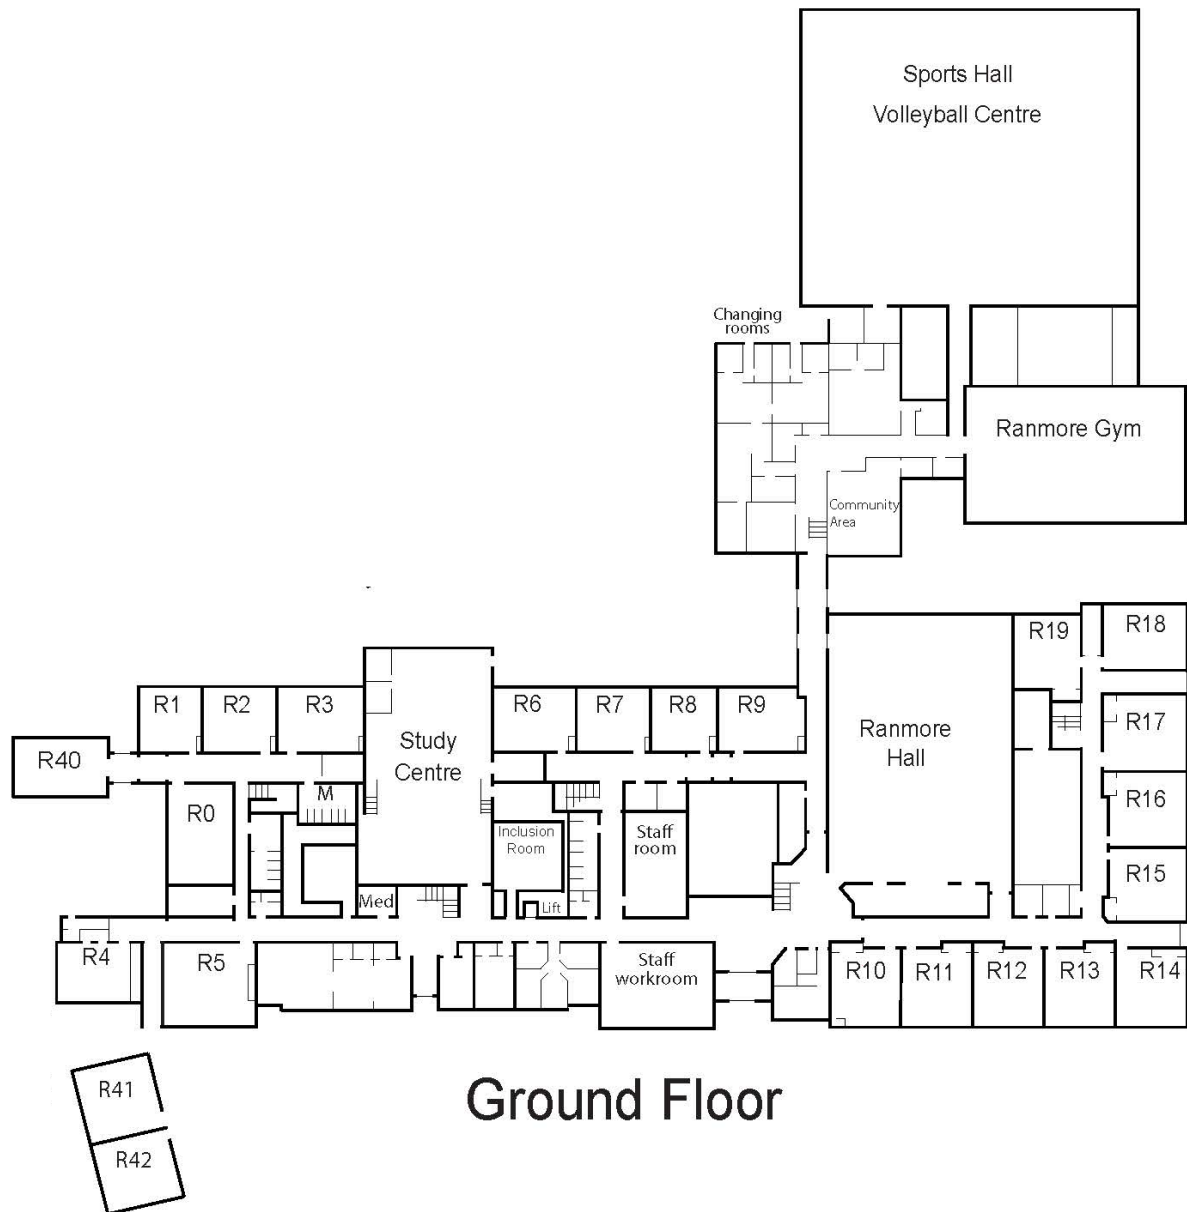 Sports Hall
Volleyball Centre
Changing
rooms
Ranmore Gym
Community
Area
R19
R18
R1
R2
R3
R6
R7
R8
R9
R17
R40
Study
Centre
Ranmore
Hall
M
R0
R16
Inclusion
Room
Staff
room
R15
Med
Lift
R4
R5
Staff
workroom
R10
R11
R12
R13
R14
R41
Ground Floor
R42